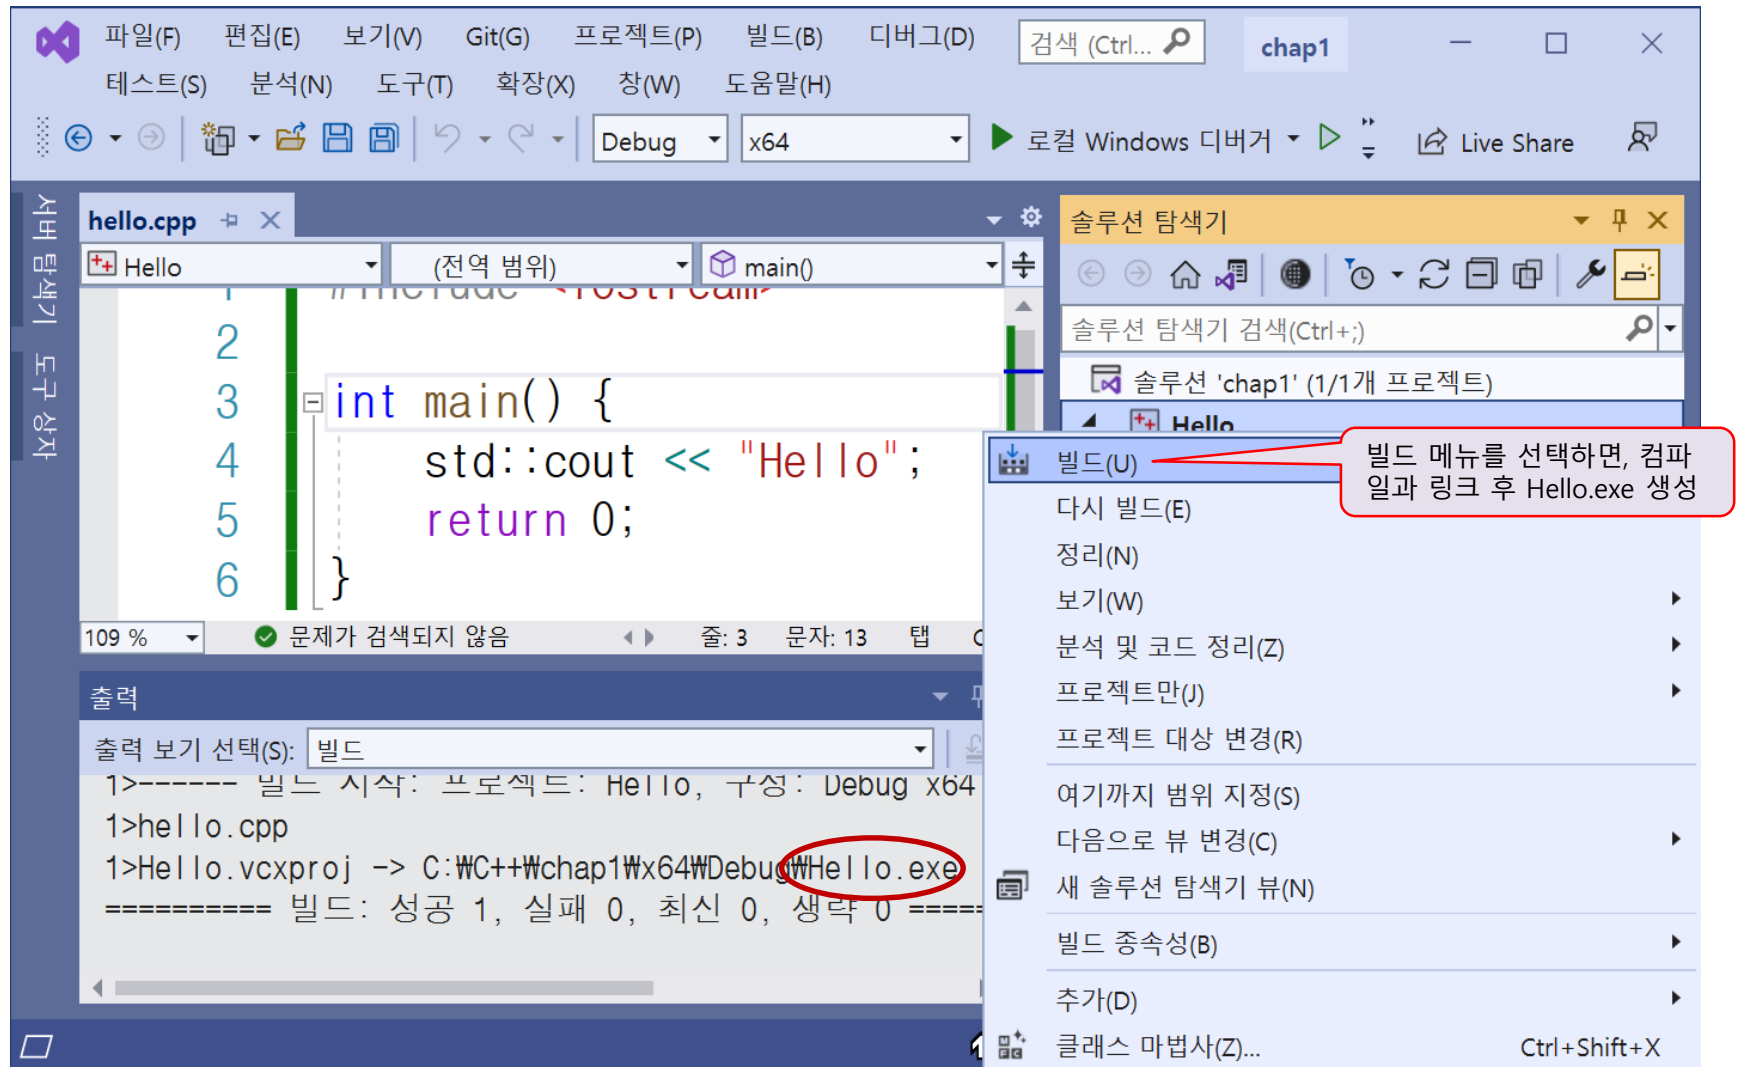 파일(F) 편집(E) 보기(V) Git(G) 프로젝트(P) 빌드(B) 디버그(D) 검색 (Ctrl... chap1
테스트(S) 분석(N) 도구(T) 확장(X) 창(W) 도움말(H)
Debug x64 로컬 Windows 디버거 Live Share
서버 탐색기
도구 상자
hello.cpp
Hello (전역 범위) main()
1 #include <iostream>
2
3 int main() {
4 std::cout << "Hello";
5 return 0;
6 }
109 % 문제가 검색되지 않음 줄: 3 문자: 13 탭 C
출력
출력 보기 선택(S): 빌드
1>------ 빌드 시작: 프로젝트: Hello, 구성: Debug x64
1>hello.cpp
1>Hello.vcxproj -> C:₩C++₩chap1₩x64₩Debug₩Hello.exe
========== 빌드: 성공 1, 실패 0, 최신 0, 생략 0 =====
솔루션 탐색기
솔루션 탐색기 검색(Ctrl+;)
솔루션 'chap1' (1/1개 프로젝트)
Hello
빌드(U)
빌드 메뉴를 선택하면, 컴파
일과 링크 후 Hello.exe 생성
다시 빌드(E)
정리(N)
보기(W)
분석 및 코드 정리(Z)
프로젝트만(J)
프로젝트 대상 변경(R)
여기까지 범위 지정(S)
다음으로 뷰 변경(C)
새 솔루션 탐색기 뷰(N)
빌드 종속성(B)
추가(D)
클래스 마법사(Z)... Ctrl+Shift+X